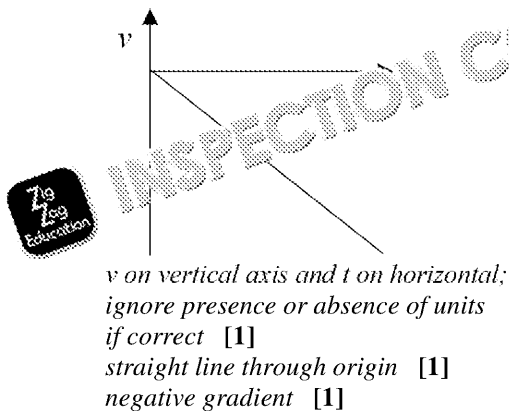 v
INSPECTION C
Zig
Zag
Education
v on vertical axis and t on horizontal;
ignore presence or absence of units
if correct [1]
straight line through origin [1]
negative gradient [1]